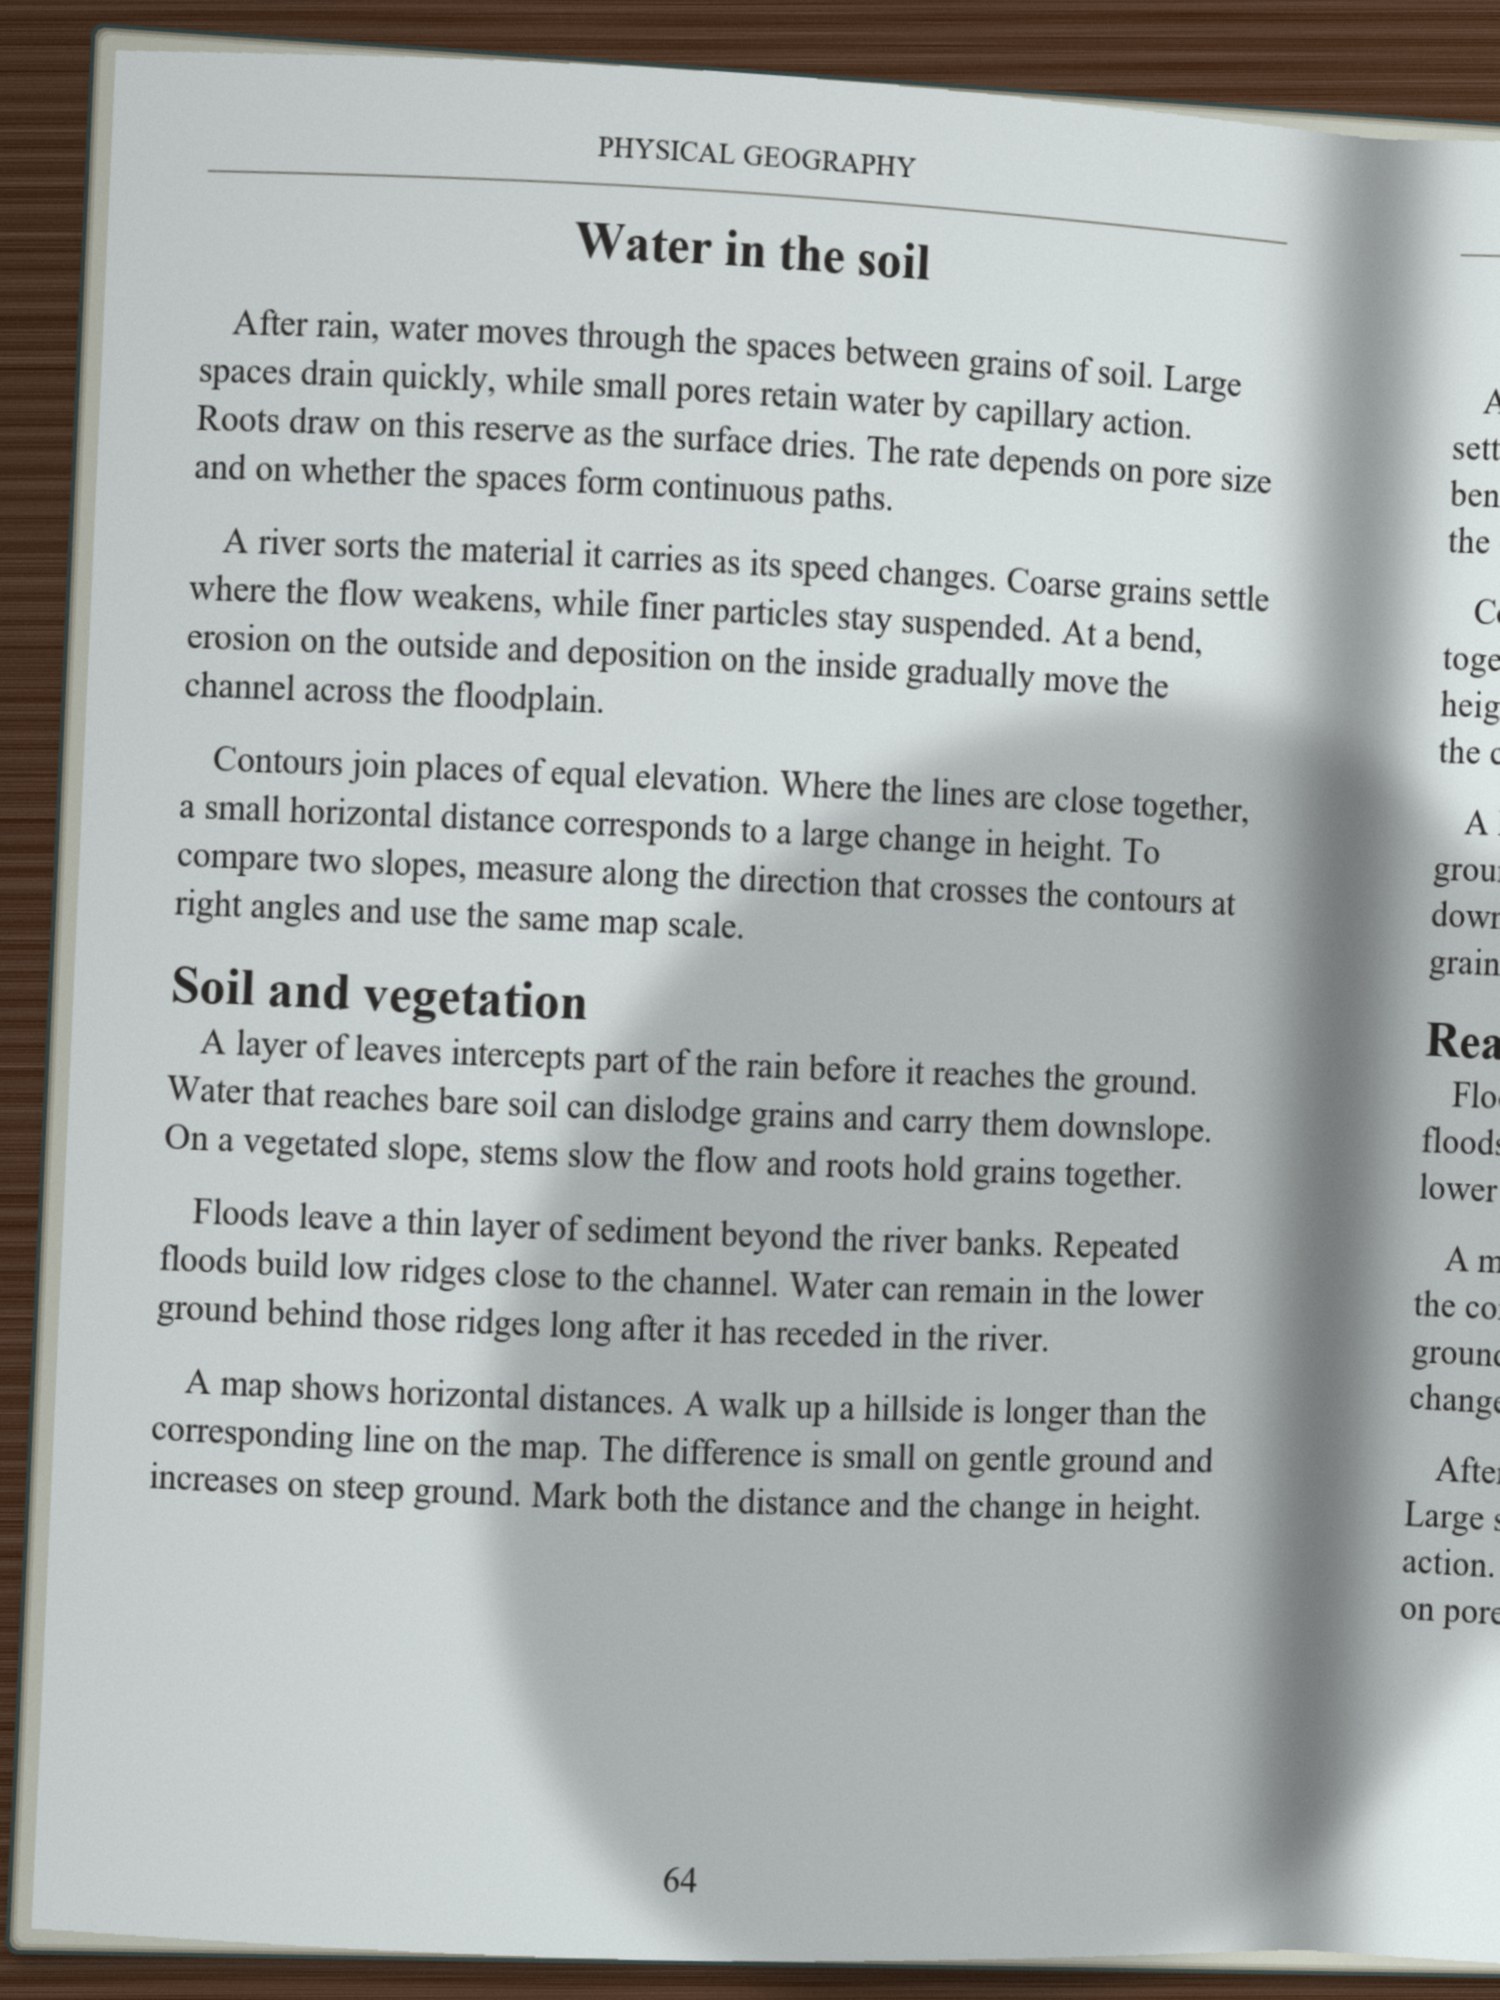 PHYSICAL GEOGRAPHY
Water in the soil
After rain, water moves through the spaces between grains of soil. Large
spaces drain quickly, while small pores retain water by capillary action.
Roots draw on this reserve as the surface dries. The rate depends on pore size
and on whether the spaces form continuous paths.
A river sorts the material it carries as its speed changes. Coarse grains settle
where the flow weakens, while finer particles stay suspended. At a bend,
erosion on the outside and deposition on the inside gradually move the
channel across the floodplain.
Contours join places of equal elevation. Where the lines are close together,
a small horizontal distance corresponds to a large change in height. To
compare two slopes, measure along the direction that crosses the contours at
right angles and use the same map scale.
Soil and vegetation
A layer of leaves intercepts part of the rain before it reaches the ground.
Water that reaches bare soil can dislodge grains and carry them downslope.
On a vegetated slope, stems slow the flow and roots hold grains together.
Floods leave a thin layer of sediment beyond the river banks. Repeated
floods build low ridges close to the channel. Water can remain in the lower
ground behind those ridges long after it has receded in the river.
A map shows horizontal distances. A walk up a hillside is longer than the
corresponding line on the map. The difference is small on gentle ground and
increases on steep ground. Mark both the distance and the change in height.
64
the
the
A
lower
A
the
After
Large
action.
on